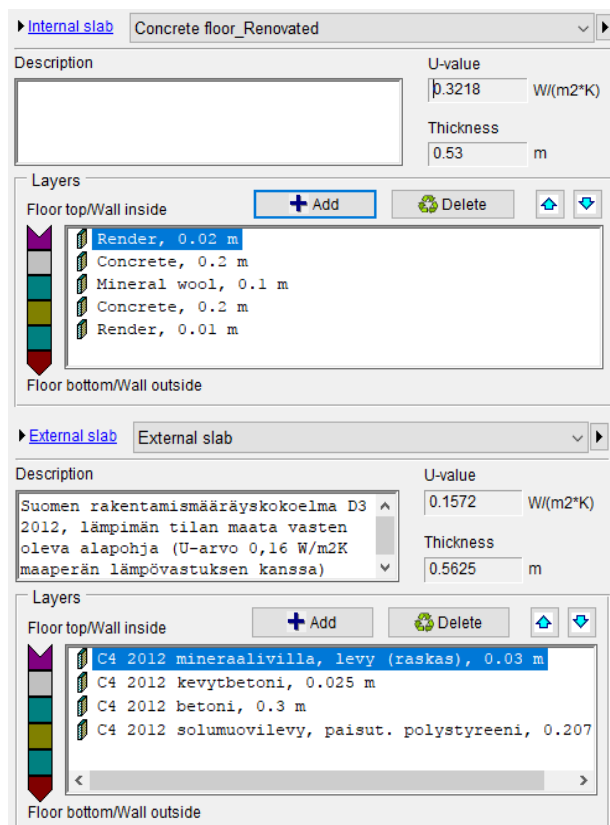 Internal slab Concrete floor_Renovated
Description
U-value
0.3218 W/(m2*K)
Thickness
0.53 m
Layers
Floor top/Wall inside
Add Delete
Render, 0.02 m
Concrete, 0.2 m
Mineral wool, 0.1 m
Concrete, 0.2 m
Render, 0.01 m
Floor bottom/Wall outside
External slab External slab
Description
Suomen rakentamismääräyskokoelma D3
2012, lämpimän tilan maata vasten
oleva alapohja (U-arvo 0,16 W/m2K
maaperän lämpövastuksen kanssa)
U-value
0.1572 W/(m2*K)
Thickness
0.5625 m
Layers
Floor top/Wall inside
Add Delete
C4 2012 mineraalivilla, levy (raskas), 0.03 m
C4 2012 kevytbetoni, 0.025 m
C4 2012 betoni, 0.3 m
C4 2012 solumuovilevy, paisut. polystyreeni, 0.207
Floor bottom/Wall outside